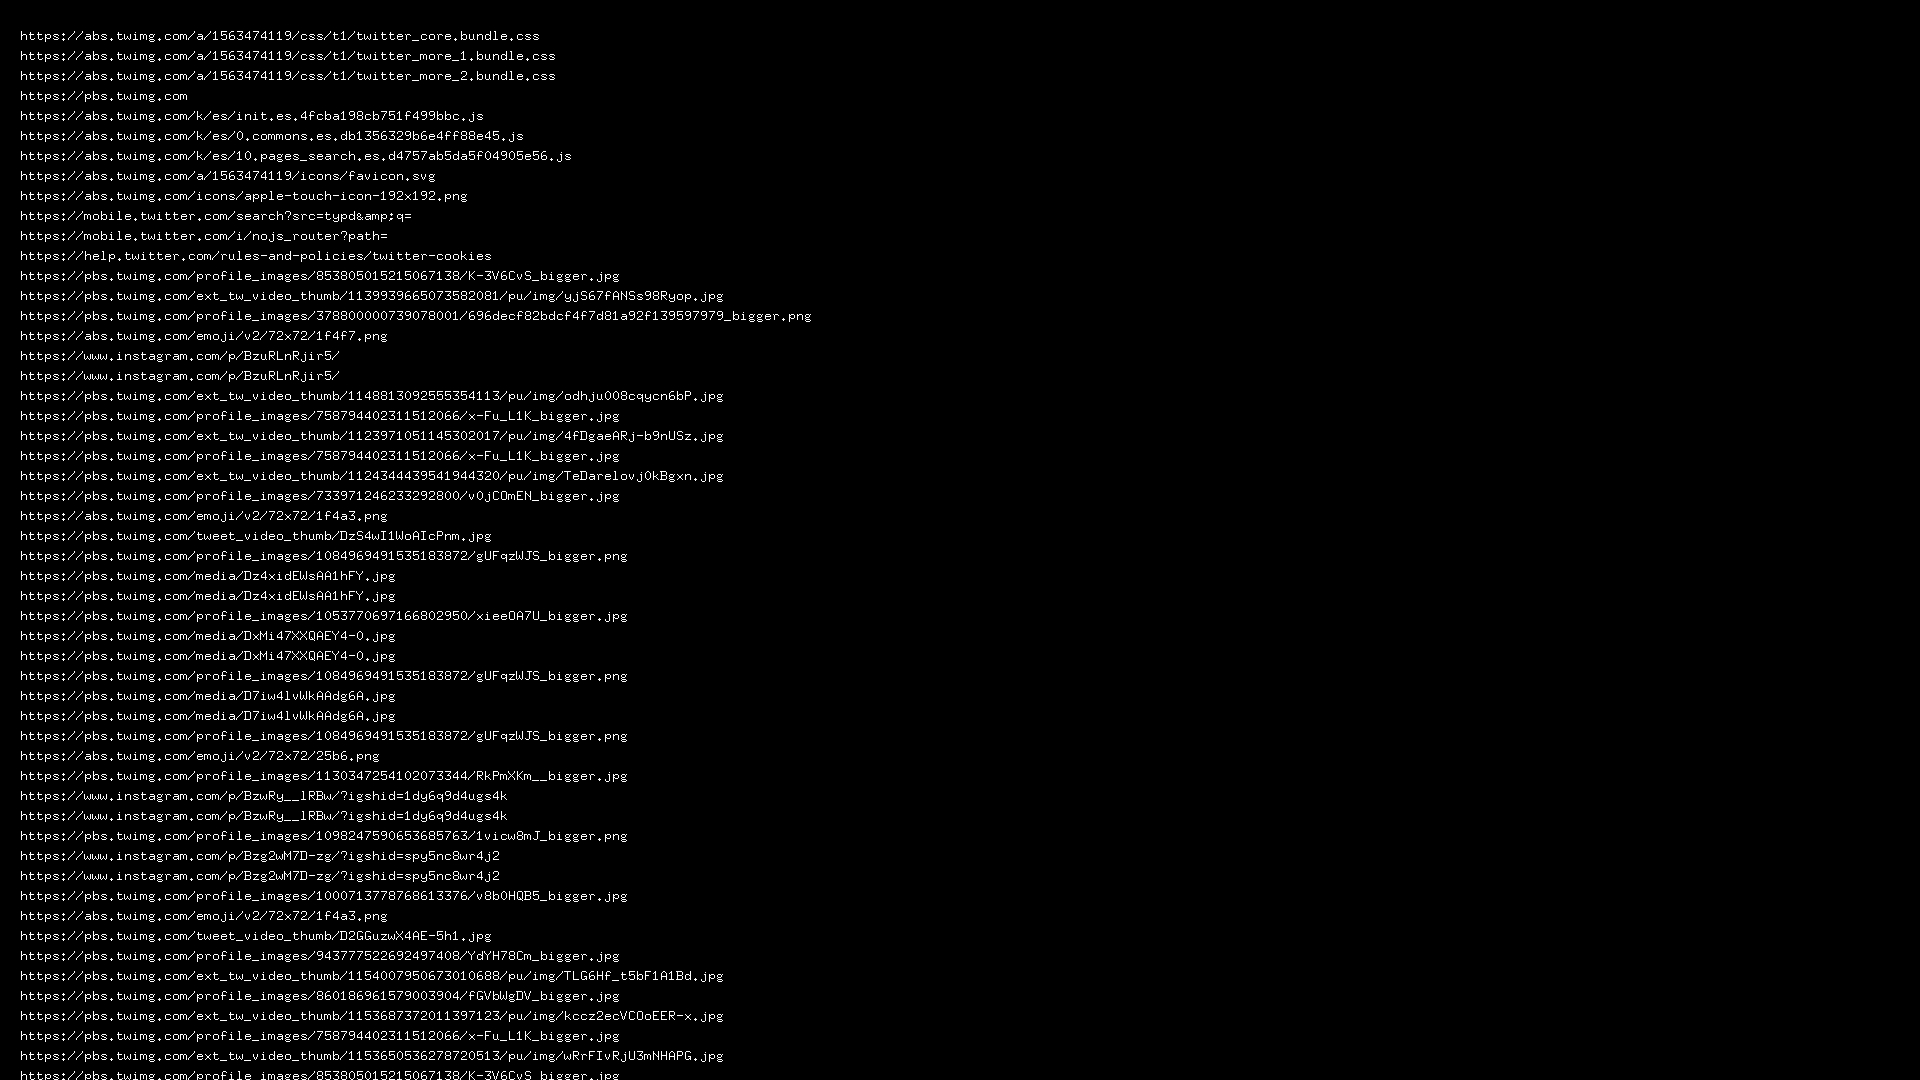 https://abs.twimg.com/a/1563474119/css/t1/twitter_core.bundle.css
https://abs.twimg.com/a/1563474119/css/t1/twitter_more_1.bundle.css
https://abs.twimg.com/a/1563474119/css/t1/twitter_more_2.bundle.css
https://pbs.twimg.com
https://abs.twimg.com/k/es/init.es.4fcba198cb751f499bbc.js
https://abs.twimg.com/k/es/0.commons.es.db1356329b6e4ff88e45.js
https://abs.twimg.com/k/es/10.pages_search.es.d4757ab5da5f04905e56.js
https://abs.twimg.com/a/1563474119/icons/favicon.svg
https://abs.twimg.com/icons/apple-touch-icon-192x192.png
https://mobile.twitter.com/search?src=typd&amp;q=
https://mobile.twitter.com/i/nojs_router?path=
https://help.twitter.com/rules-and-policies/twitter-cookies
https://pbs.twimg.com/profile_images/853805015215067138/K-3V6CvS_bigger.jpg
https://pbs.twimg.com/ext_tw_video_thumb/1139939665073582081/pu/img/yjS67fANSs98Ryop.jpg
https://pbs.twimg.com/profile_images/378800000739078001/696decf82bdcf4f7d81a92f139597979_bigger.png
https://abs.twimg.com/emoji/v2/72x72/1f4f7.png
https://www.instagram.com/p/BzuRLnRjir5/
https://www.instagram.com/p/BzuRLnRjir5/
https://pbs.twimg.com/ext_tw_video_thumb/1148813092555354113/pu/img/odhju008cqycn6bP.jpg
https://pbs.twimg.com/profile_images/758794402311512066/x-Fu_L1K_bigger.jpg
https://pbs.twimg.com/ext_tw_video_thumb/1123971051145302017/pu/img/4fDgaeARj-b9nUSz.jpg
https://pbs.twimg.com/profile_images/758794402311512066/x-Fu_L1K_bigger.jpg
https://pbs.twimg.com/ext_tw_video_thumb/1124344439541944320/pu/img/TeDarelovj0kBgxn.jpg
https://pbs.twimg.com/profile_images/733971246233292800/v0jCOmEN_bigger.jpg
https://abs.twimg.com/emoji/v2/72x72/1f4a3.png
https://pbs.twimg.com/tweet_video_thumb/DzS4wI1WoAIcPnm.jpg
https://pbs.twimg.com/profile_images/1084969491535183872/gUFqzWJS_bigger.png
https://pbs.twimg.com/media/Dz4xidEWsAA1hFY.jpg
https://pbs.twimg.com/media/Dz4xidEWsAA1hFY.jpg
https://pbs.twimg.com/profile_images/1053770697166802950/xieeOA7U_bigger.jpg
https://pbs.twimg.com/media/DxMi47XXQAEY4-0.jpg
https://pbs.twimg.com/media/DxMi47XXQAEY4-0.jpg
https://pbs.twimg.com/profile_images/1084969491535183872/gUFqzWJS_bigger.png
https://pbs.twimg.com/media/D7iw4lvWkAAdg6A.jpg
https://pbs.twimg.com/media/D7iw4lvWkAAdg6A.jpg
https://pbs.twimg.com/profile_images/1084969491535183872/gUFqzWJS_bigger.png
https://abs.twimg.com/emoji/v2/72x72/25b6.png
https://pbs.twimg.com/profile_images/1130347254102073344/RkPmXKm__bigger.jpg
https://www.instagram.com/p/BzwRy__lRBw/?igshid=1dy6q9d4ugs4k
https://www.instagram.com/p/BzwRy__lRBw/?igshid=1dy6q9d4ugs4k
https://pbs.twimg.com/profile_images/1098247590653685763/1vicw8mJ_bigger.png
https://www.instagram.com/p/Bzg2wM7D-zg/?igshid=spy5nc8wr4j2
https://www.instagram.com/p/Bzg2wM7D-zg/?igshid=spy5nc8wr4j2
https://pbs.twimg.com/profile_images/1000713778768613376/v8b0HQB5_bigger.jpg
https://abs.twimg.com/emoji/v2/72x72/1f4a3.png
https://pbs.twimg.com/tweet_video_thumb/D2GGuzwX4AE-5h1.jpg
https://pbs.twimg.com/profile_images/943777522692497408/YdYH78Cm_bigger.jpg
https://pbs.twimg.com/ext_tw_video_thumb/1154007950673010688/pu/img/TLG6Hf_t5bF1A1Bd.jpg
https://pbs.twimg.com/profile_images/860186961579003904/fGVbWgDV_bigger.jpg
https://pbs.twimg.com/ext_tw_video_thumb/1153687372011397123/pu/img/kccz2ecVCOoEER-x.jpg
https://pbs.twimg.com/profile_images/758794402311512066/x-Fu_L1K_bigger.jpg
https://pbs.twimg.com/ext_tw_video_thumb/1153650536278720513/pu/img/wRrFIvRjU3mNHAPG.jpg
https://pbs.twimg.com/profile_images/853805015215067138/K-3V6CvS_bigger.jpg